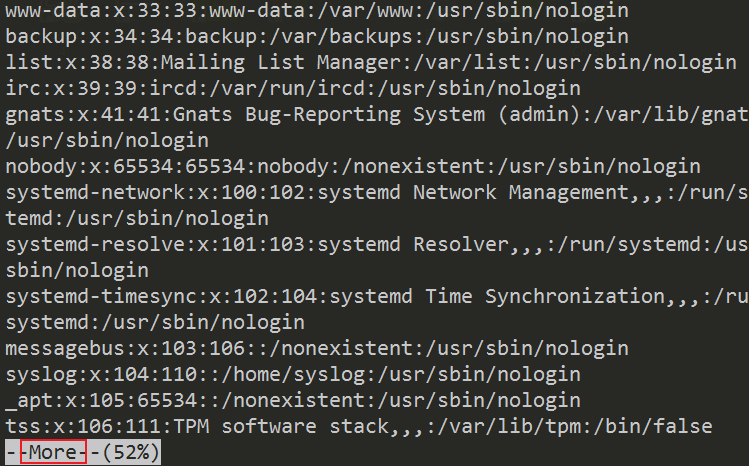 www-data:x:33:33:www-data:/var/www:/usr/sbin/nologin
backup:x:34:34:backup:/var/backups:/usr/sbin/nologin
list:x:38:38:Mailing List Manager:/var/list:/usr/sbin/nologin
irc:x:39:39:ircd:/var/run/ircd:/usr/sbin/nologin
gnats:x:41:41:Gnats Bug-Reporting System (admin):/var/lib/gnat
/usr/sbin/nologin
nobody:x:65534:65534:nobody:/nonexistent:/usr/sbin/nologin
systemd-network:x:100:102:systemd Network Management,,,:/run/s
temd:/usr/sbin/nologin
systemd-resolve:x:101:103:systemd Resolver,,,:/run/systemd:/us
sbin/nologin
systemd-timesync:x:102:104:systemd Time Synchronization,,,:/ru
systemd:/usr/sbin/nologin
messagebus:x:103:106::/nonexistent:/usr/sbin/nologin
syslog:x:104:110::/home/syslog:/usr/sbin/nologin
_apt:x:105:65534::/nonexistent:/usr/sbin/nologin
tss:x:106:111:TPM software stack,,,:/var/lib/tpm:/bin/false
--More--(52%)